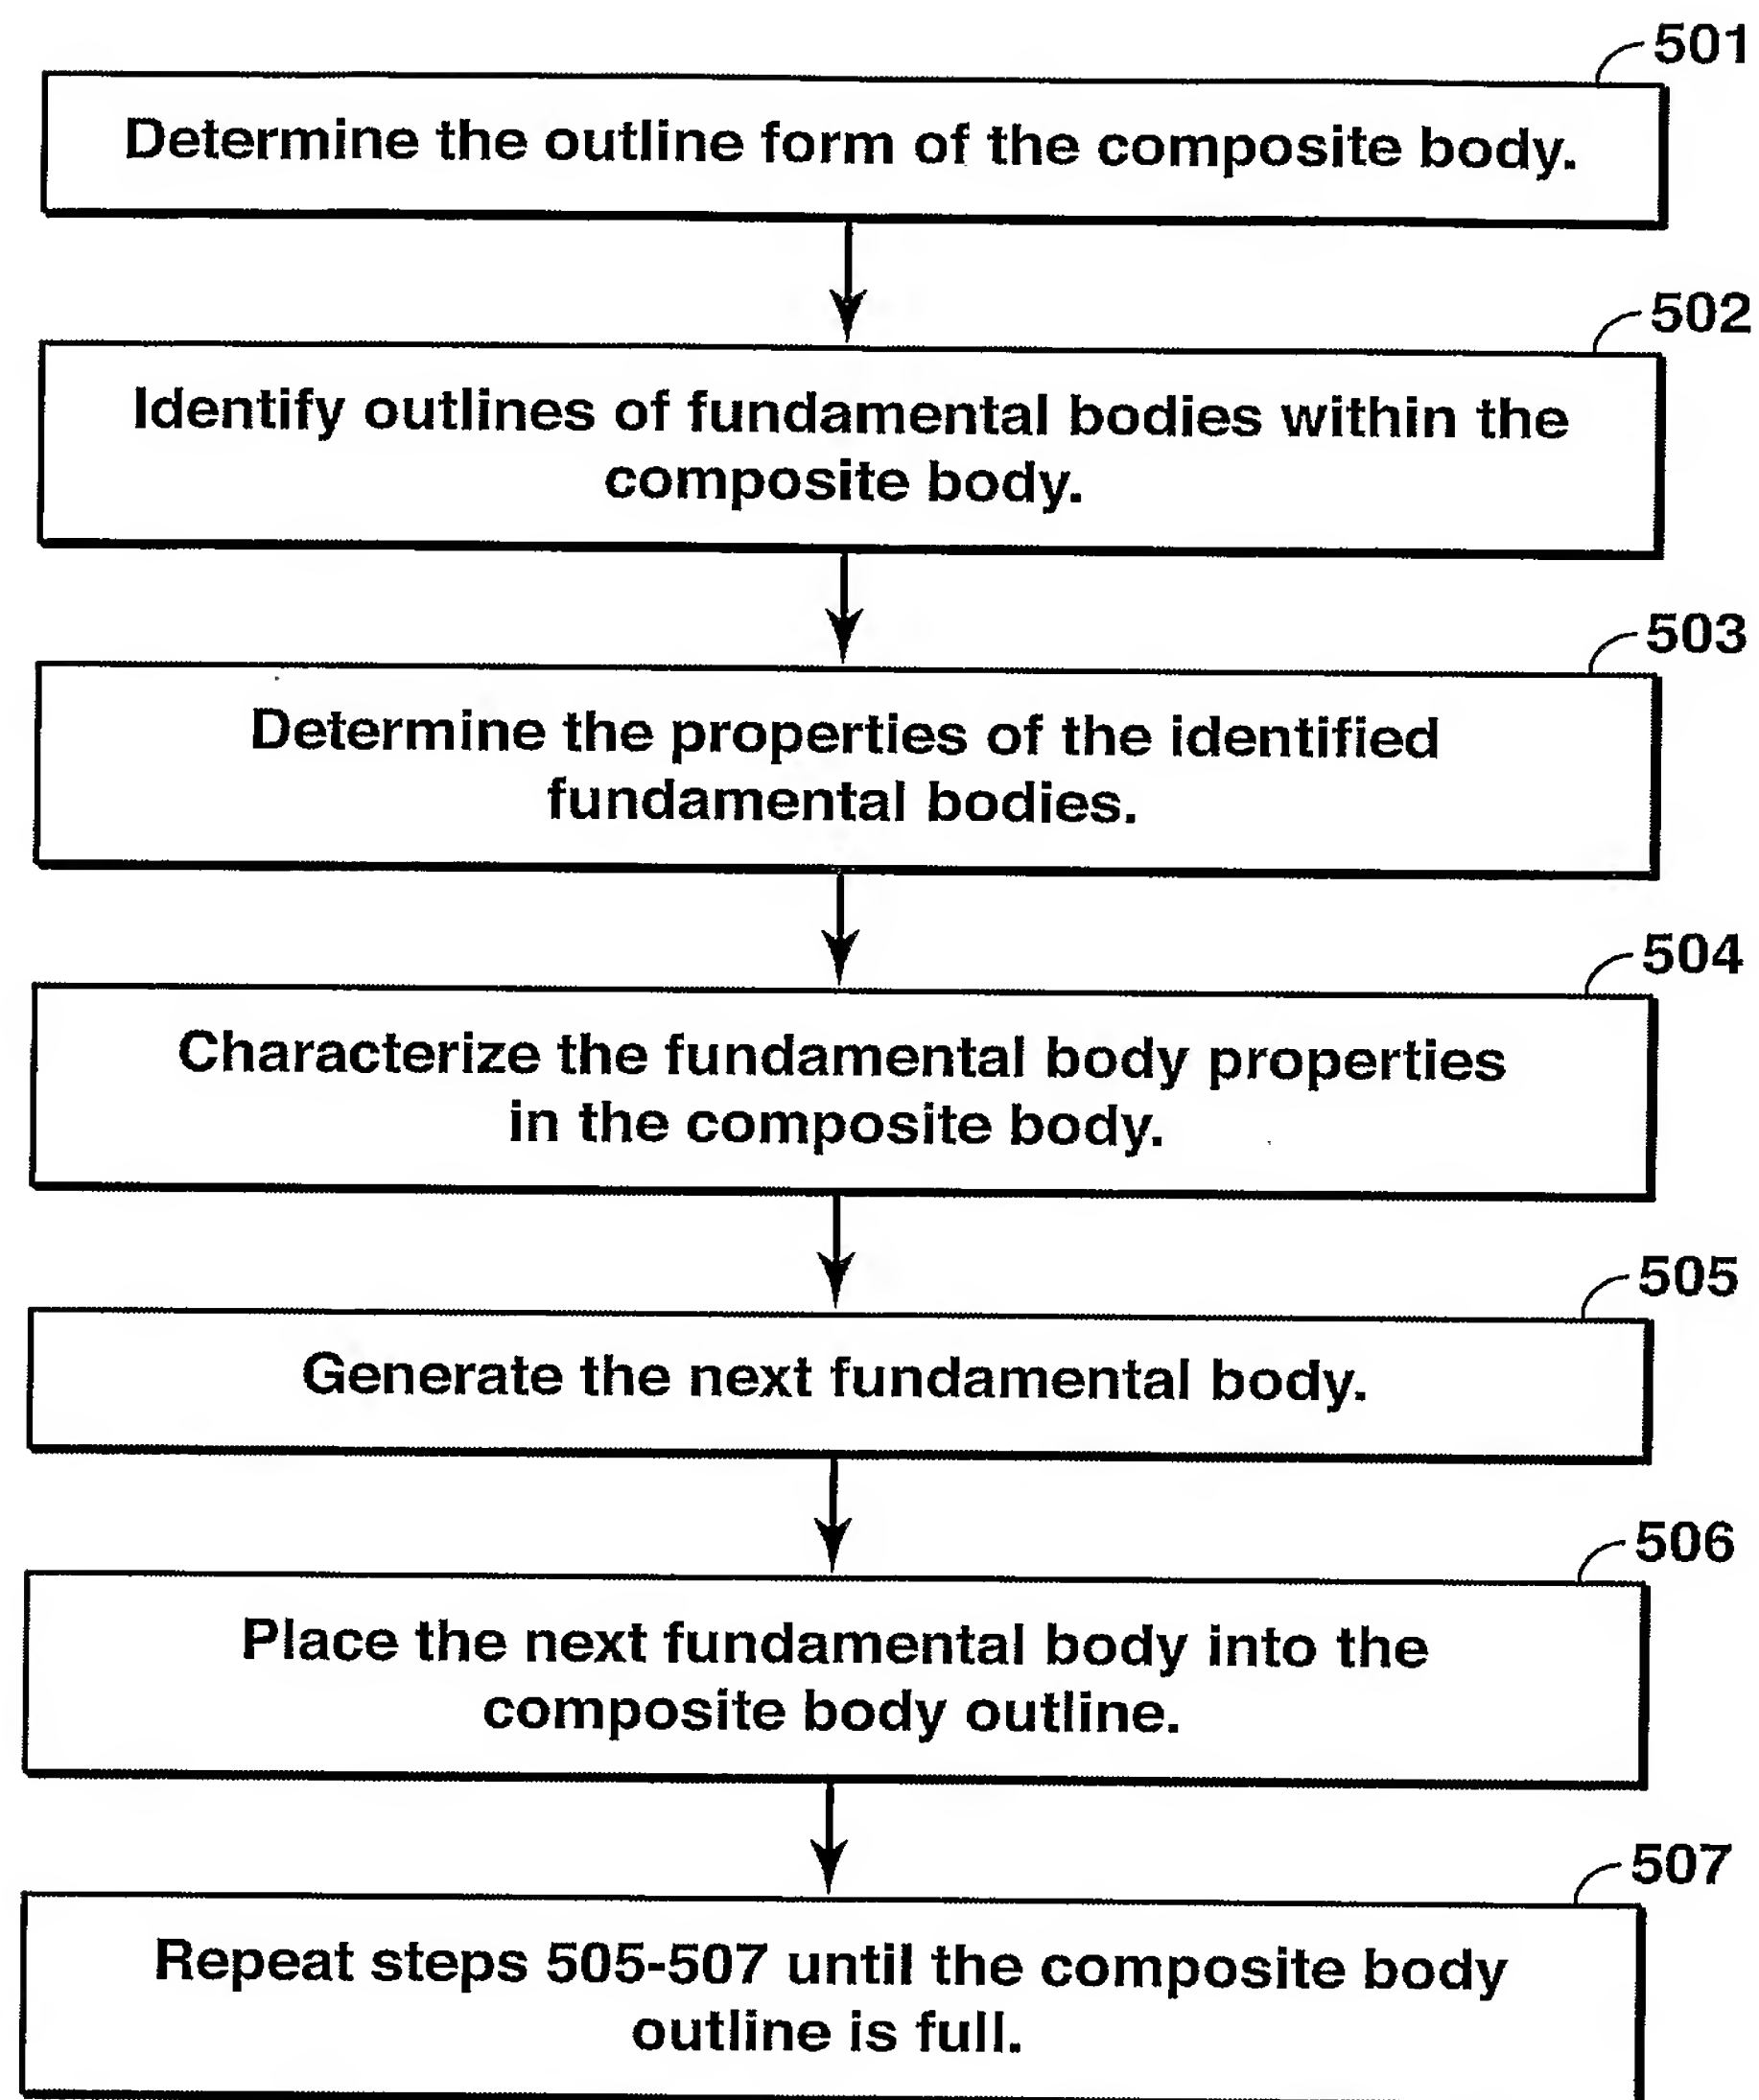 501
Determine the outline form of the composite body.
502
Identify outlines of fundamental bodies within the
composite body.
503
Determine the properties of the identified
fundamental bodies.
504
Characterize the fundamental body properties
in the composite body.
505
Generate the next fundamental body.
506
Place the next fundamental body into the
composite body outline.
507
Repeat steps 505-507 until the composite body
outline is full.